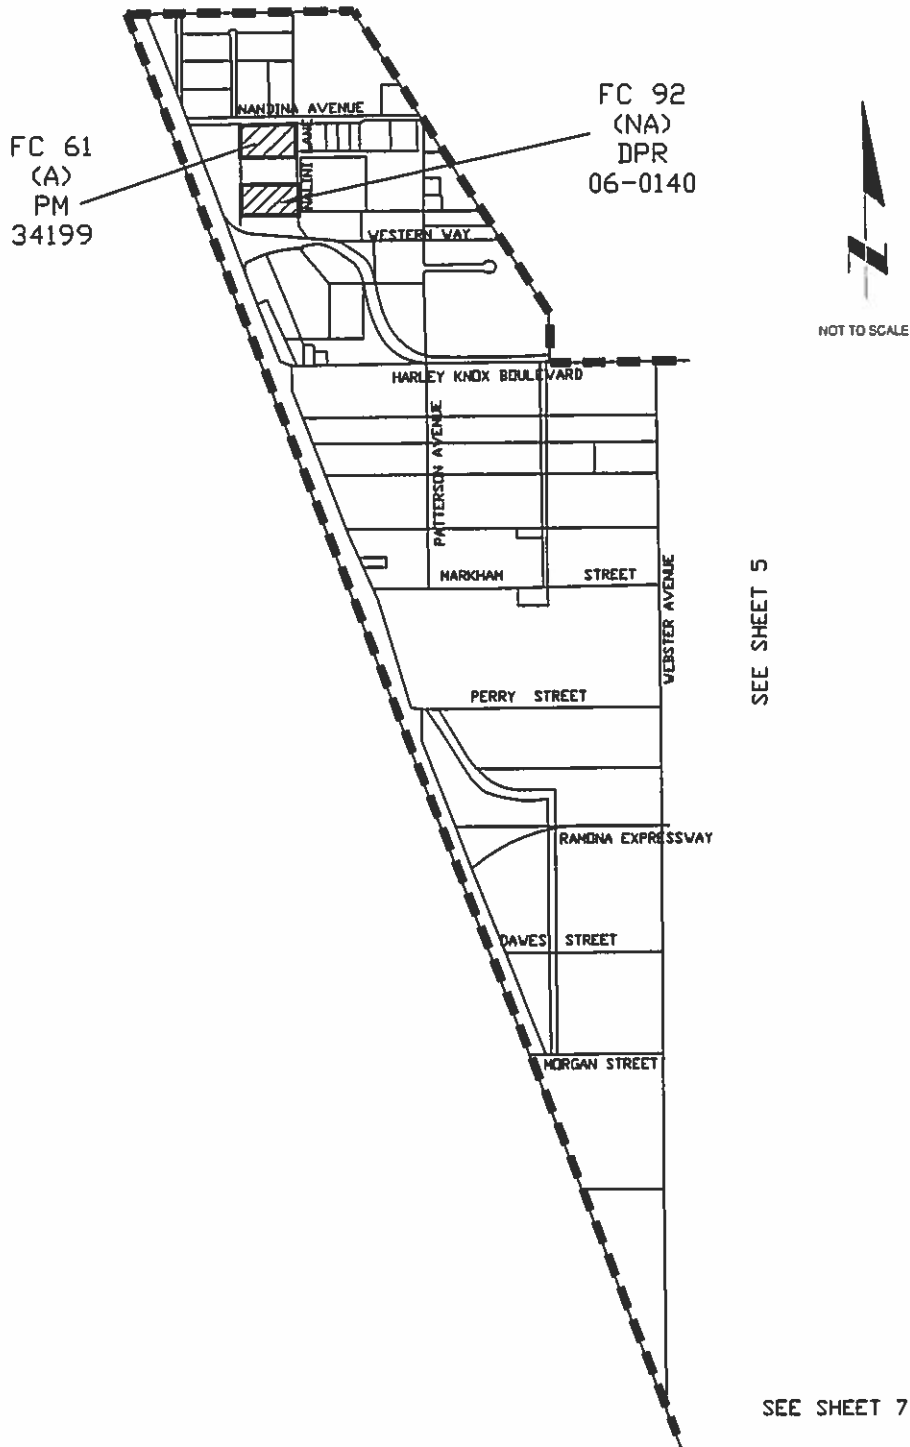 NANDINA AVENUE
FC 61
(A)
PM
34199
FC 92
(NA)
DPR
06-0140
NALINI LANE
WESTERN WAY
NOT TO SCALE
HARLEY KNOX BOULEVARD
PATTERSON AVENUE
MARKHAM STREET
WEBSTER AVENUE
SEE SHEET 5
PERRY STREET
RAMONA EXPRESSWAY
DAWES STREET
MORGAN STREET
SEE SHEET 7